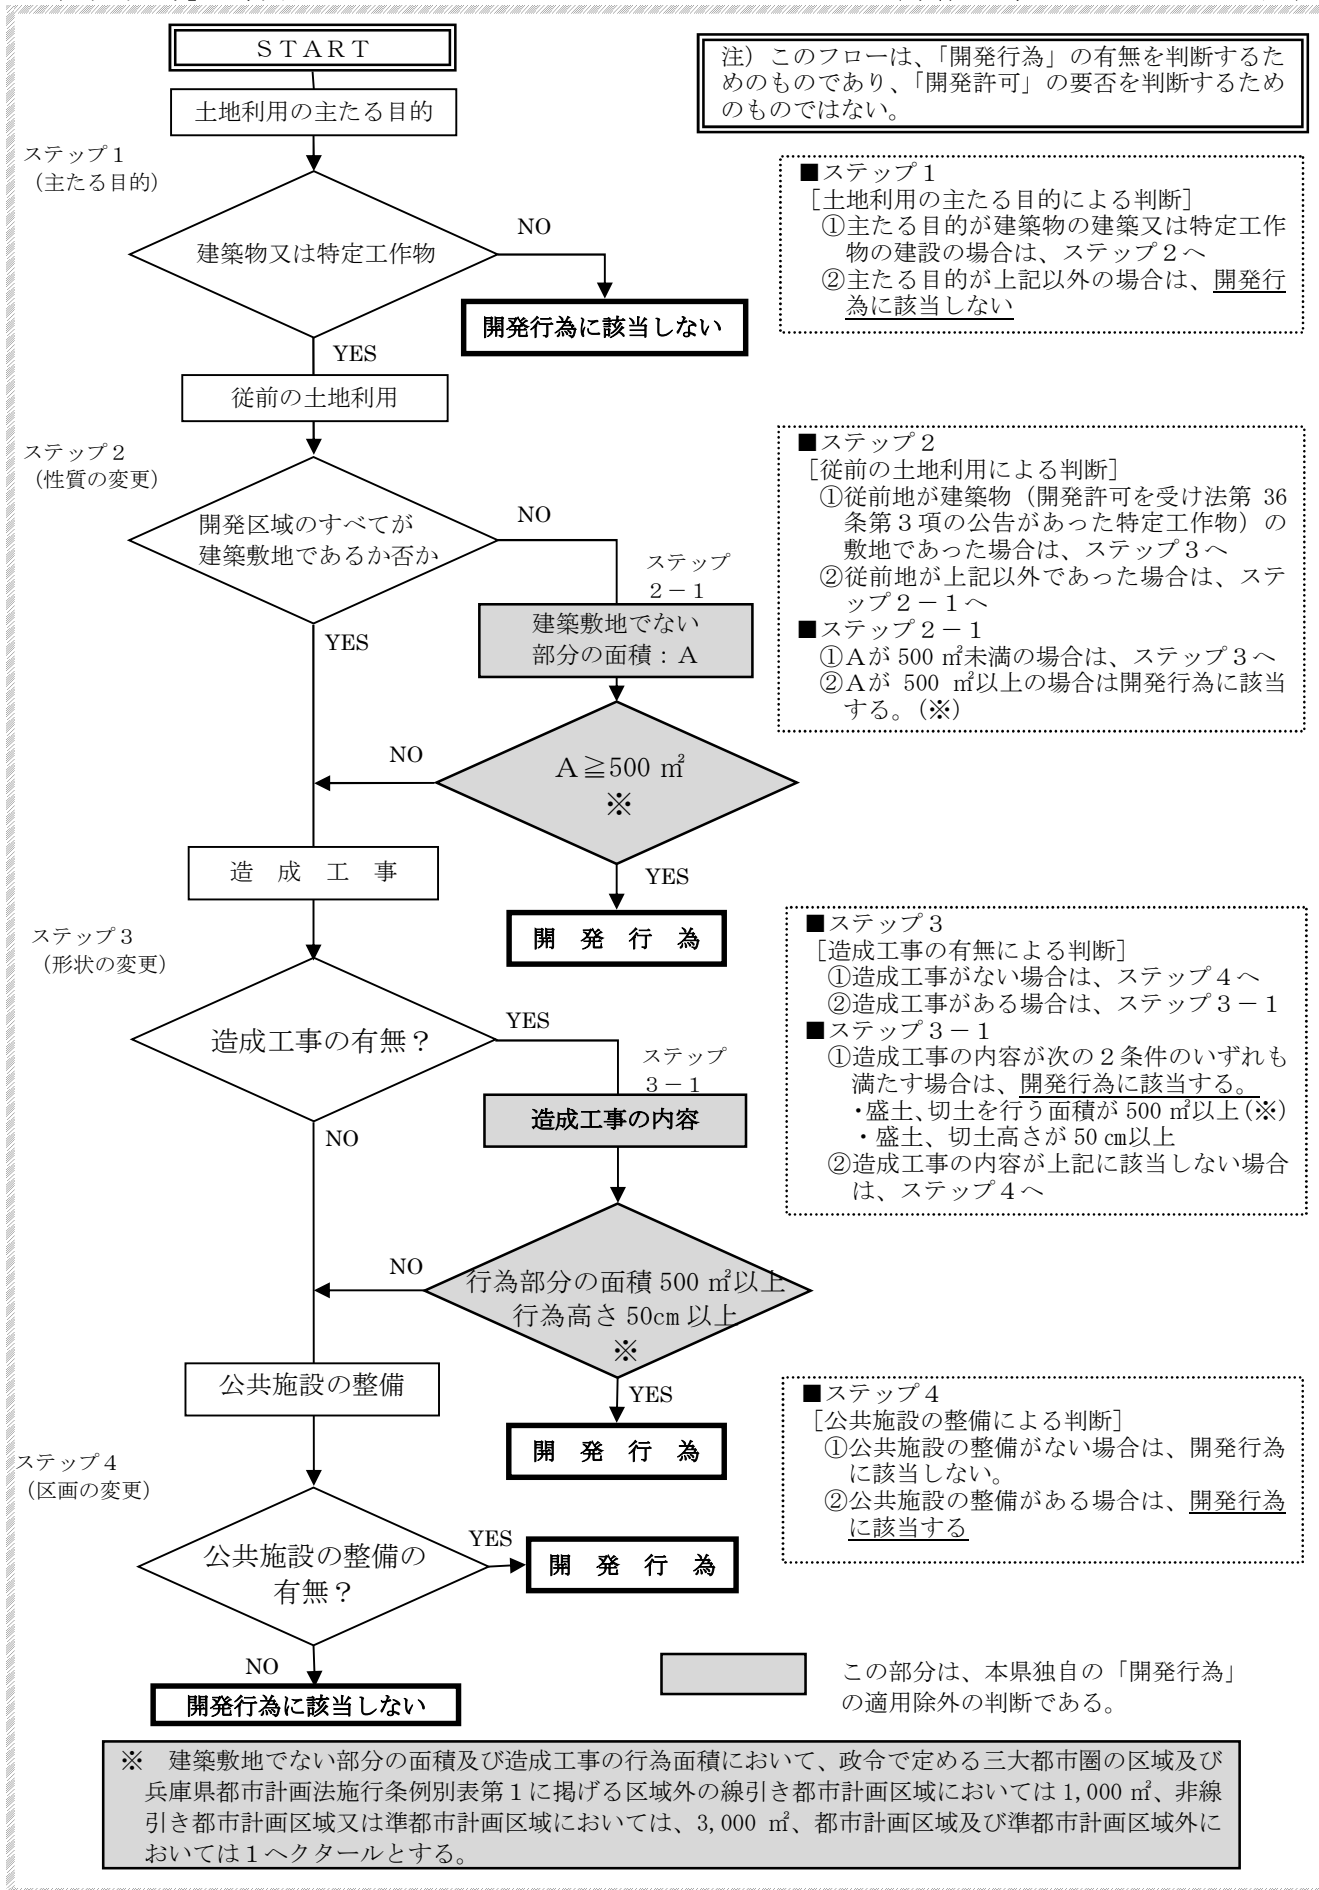 START
注）このフローは、「開発行為」の有無を判断するた
めのものであり、「開発許可」の要否を判断するため
のものではない。
土地利用の主たる目的
ステップ１
（主たる目的）
建築物又は特定工作物
NO
開発行為に該当しない
YES
■ステップ１
［土地利用の主たる目的による判断］
①主たる目的が建築物の建築又は特定工作
物の建設の場合は、ステップ２へ
②主たる目的が上記以外の場合は、開発行
為に該当しない
従前の土地利用
ステップ２
（性質の変更）
開発区域のすべてが
建築敷地であるか否か
NO
YES
ステップ
２－１
建築敷地でない
部分の面積：Ａ
■ステップ２
［従前の土地利用による判断］
①従前地が建築物（開発許可を受け法第 36
条第３項の公告があった特定工作物）の
敷地であった場合は、ステップ３へ
②従前地が上記以外であった場合は、ステ
ップ２－１へ
■ステップ２－１
①Ａが 500 ㎡未満の場合は、ステップ３へ
②Ａが 500 ㎡以上の場合は開発行為に該当
する。（※）
NO
Ａ≧500 ㎡
※
YES
開 発 行 為
造 成 工 事
ステップ３
（形状の変更）
造成工事の有無？
YES
NO
ステップ
３－１
造成工事の内容
■ステップ３
［造成工事の有無による判断］
①造成工事がない場合は、ステップ４へ
②造成工事がある場合は、ステップ３－１
■ステップ３－１
①造成工事の内容が次の２条件のいずれも
満たす場合は、開発行為に該当する。
・盛土、切土を行う面積が 500 ㎡以上（※）
・盛土、切土高さが 50 ㎝以上
②造成工事の内容が上記に該当しない場合
は、ステップ４へ
NO
行為部分の面積 500 ㎡以上
行為高さ 50cm 以上
※
YES
開 発 行 為
公共施設の整備
ステップ４
（区画の変更）
公共施設の整備の
有無？
YES
開 発 行 為
NO
開発行為に該当しない
■ステップ４
［公共施設の整備による判断］
①公共施設の整備がない場合は、開発行為
に該当しない。
②公共施設の整備がある場合は、開発行為
に該当する
この部分は、本県独自の「開発行為」
の適用除外の判断である。
※ 建築敷地でない部分の面積及び造成工事の行為面積において、政令で定める三大都市圏の区域及び
兵庫県都市計画法施行条例別表第１に掲げる区域外の線引き都市計画区域においては 1,000 ㎡、非線
引き都市計画区域又は準都市計画区域においては、3,000 ㎡、都市計画区域及び準都市計画区域外に
おいては１ヘクタールとする。